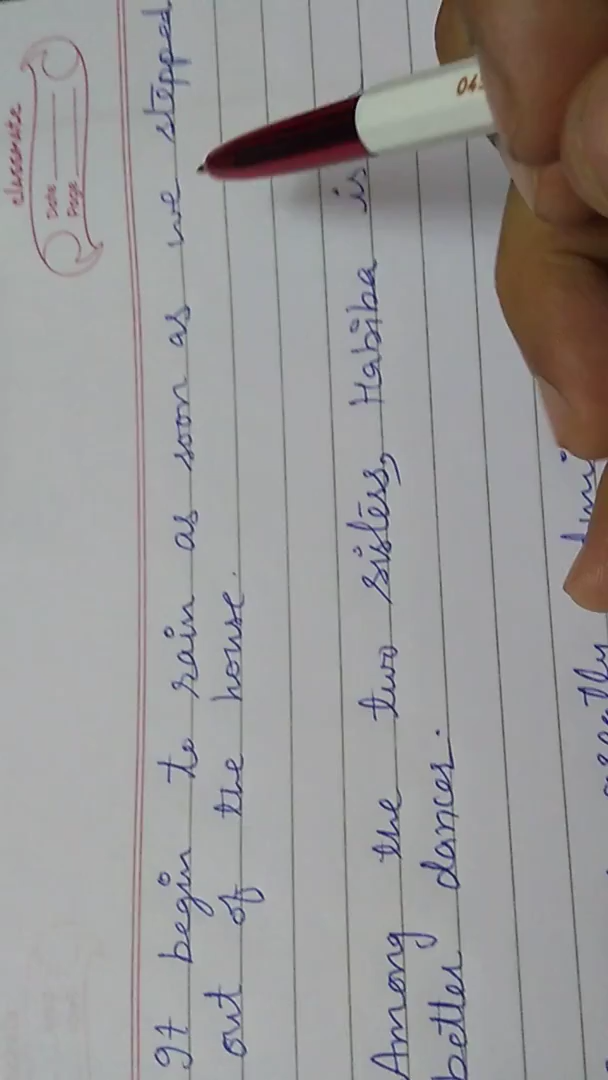 classmate
Date
Page
It begin to rain as soon as we stepped
out of the house.
Among the two sisters, Habiba is
better dancer.